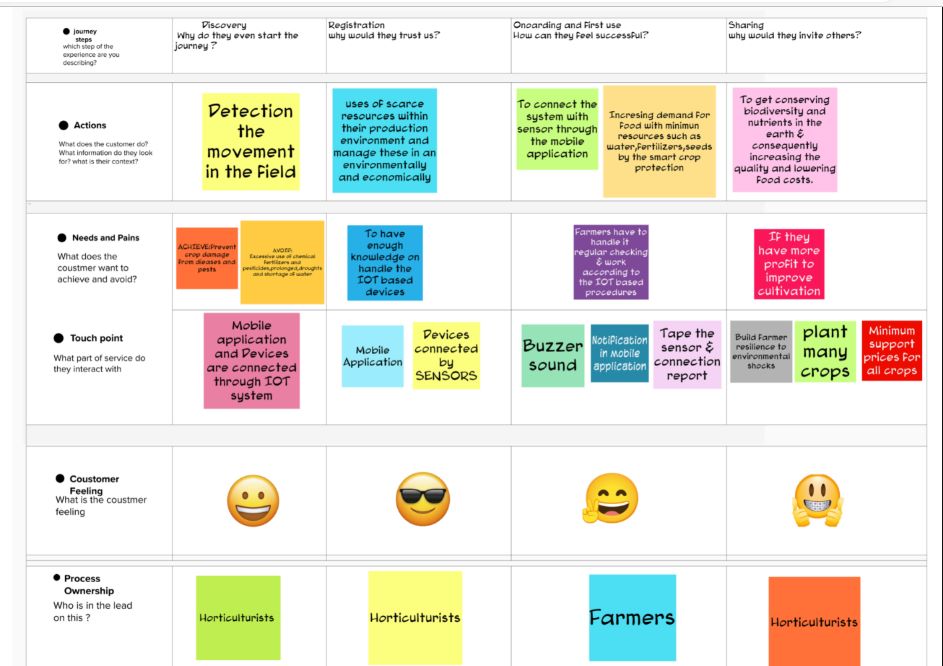 Journey
steps
which step of the
experience are you
describing?
Discovery
Why do they even start the
journey ?
Registration
why would they trust us?
Onoarding and First use
How can they feel successful?
Sharing
why would they invite others?
Actions
What does the customer do?
What information do they look
for? what is their context?
Detection
the
movement
in the field
uses of scarce
resources within
their production
environment and
manage these in an
environmentally
and economically
To connect the
system with
sensor through
the mobile
application
Incresing demand for
food with minimun
resources such as
water,fertilizers,seeds
by the smart crop
protection
To get conserving
biodiversity and
nutrients in the
earth &
consequently
increasing the
quality and lowering
food costs.
Needs and Pains
What does the
coustmer want to
achieve and avoid?
ACHIEVE:Prevent
crop damage
from dieases and
pests
AVOIF:
Excessive use of chemical
fertilizers and
pesticides,prolonged,droughts
and shortage of water
To have
enough
knowledge on
handle the
IOT based
devices
Farmers have to
handle it
regular checking
& work
according to
the IOT based
procedures
If they
have more
profit to
improve
cultivation
Touch point
What part of service do
they interact with
Mobile
application
and Devices
are connected
through IOT
system
Mobile
Application
Devices
connected
by
SENSORS
Buzzer
sound
Notification
in mobile
application
Tape the
sensor &
connection
report
Build farmer
resilience to
environmental
shocks
plant
many
crops
Minimum
support
prices for
all crops
Coustomer
Feeling
What is the coustmer
feeling
Process
Ownership
Who is in the lead
on this ?
Horticulturists
Horticulturists
Farmers
Horticulturists